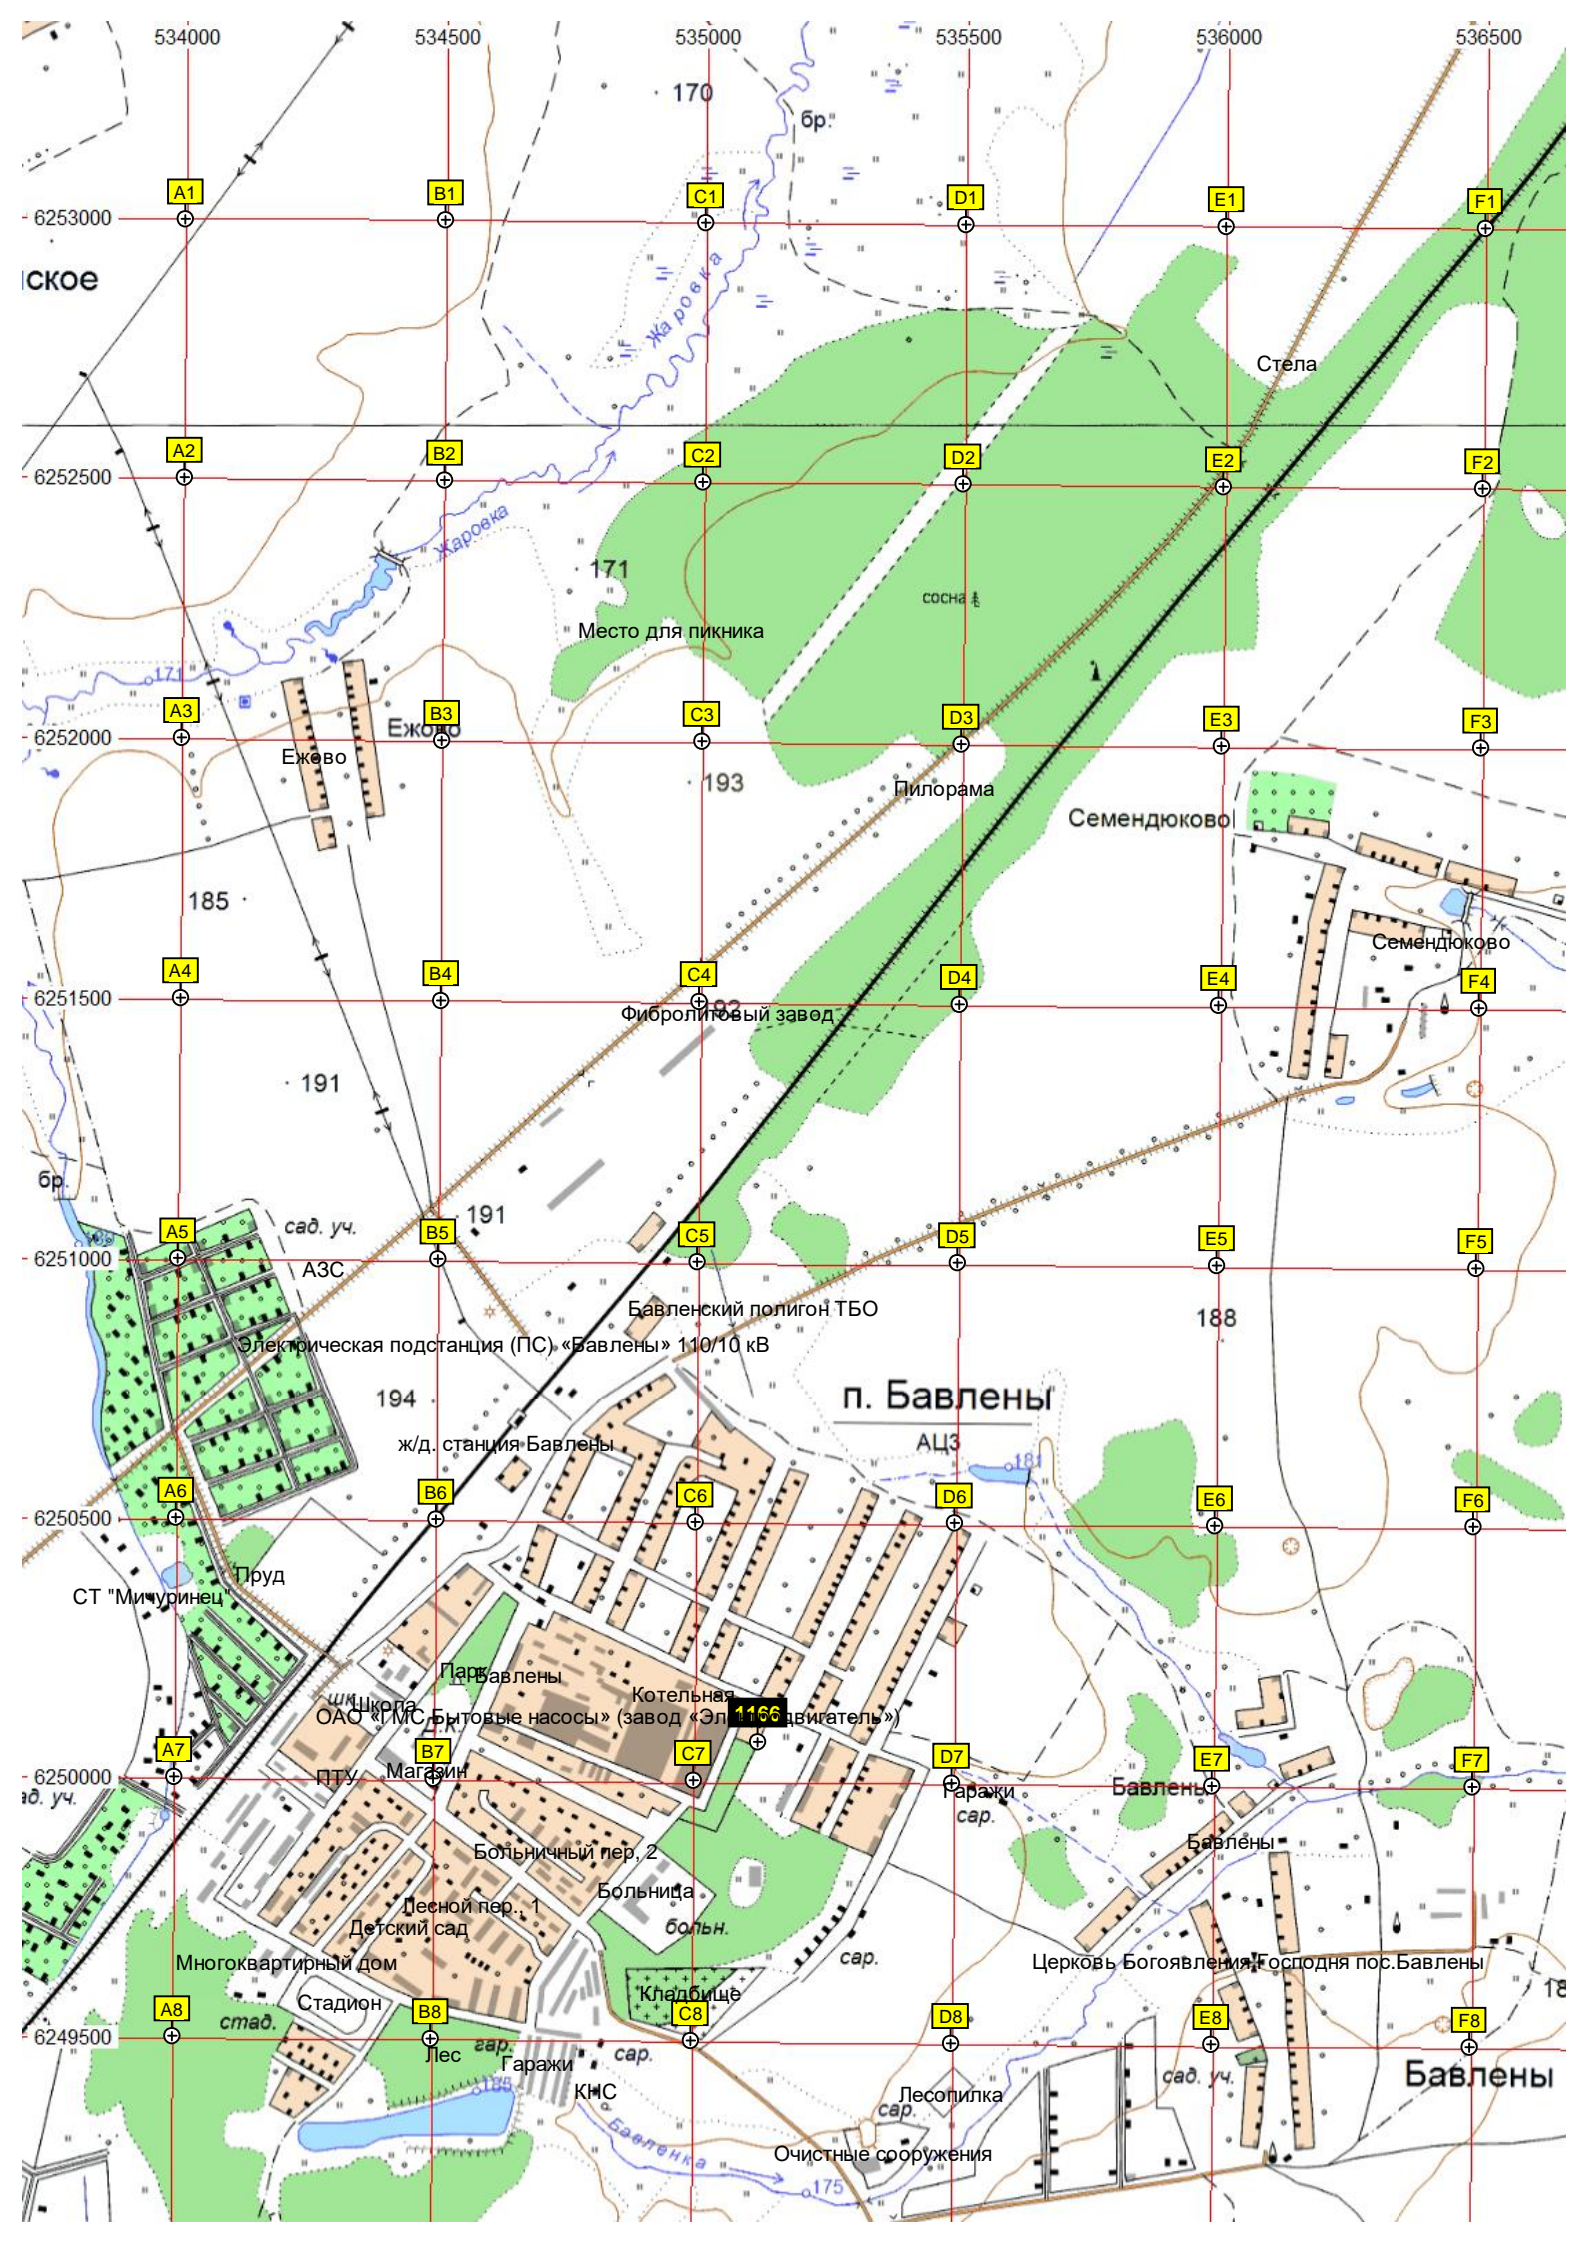 534000 534500 535000 535500 536000 536500
170
бр.
A1 B1 C1 D1 E1 F1
6253000
ское
Жаровка
Стела
A2 B2 C2 D2 E2 F2
6252500
Жаровка
171
сосна
Место для пикника
171
A3 B3 C3 D3 E3 F3
6252000
Ежово
Ежово
193
Пилорама
Семендюково
185
Семендюково
A4 B4 C4 D4 E4 F4
6251500
Фибролитовый завод
191
бр.
191
сад. уч.
A5 B5 C5 D5 E5 F5
6251000
АЗС
Бавленский полигон ТБО
188
Электрическая подстанция (ПС) «Бавлены» 110/10 кВ
194
п. Бавлены
АЦЗ
ж/д. станция Бавлены
181
A6 B6 C6 D6 E6 F6
6250500
Пруд
СТ "Мичуринец"
Парк
Бавлены
Котельная
шк.
Школа
1166
ОАО «ГМС Бытовые насосы» (завод «Электродвигатель»)
A7 B7 C7 D7 E7 F7
6250000
ПТУ
Магазин
Гаражи
Бавлены
ад. уч.
сар.
Бавлены
Больничный пер, 2
Больница
Лесной пер., 1
Детский сад
больн.
сар.
Многоквартирный дом
Церковь Богоявления Господня пос.Бавлены
Кладбище
Стадион
18
A8 B8 C8 D8 E8 F8
стад.
6249500
гар.
Лес
Гаражи
сар.
сад. уч.
Бавлены
185
КНС
Лесопилка
сар.
Бавленка
Очистные сооружения
175